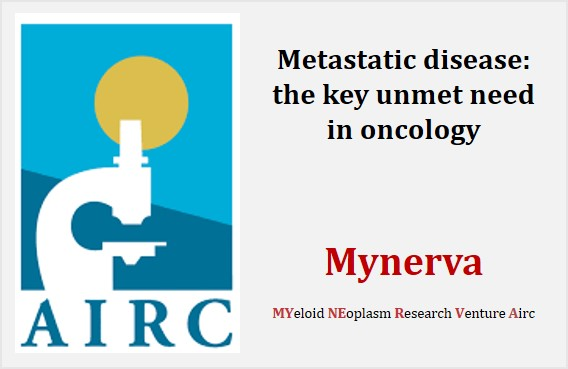 AIRC
Metastatic disease:
the key unmet need
in oncology
Mynerva
MYeloid NEoplasm Research Venture Airc